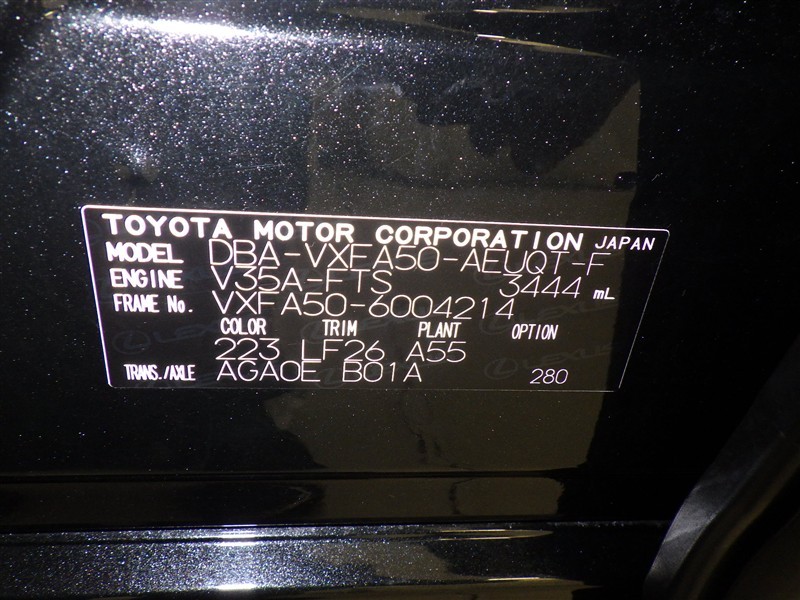 TOYOTA MOTOR CORPORATION JAPAN
MODEL DBA-VXFA50-AEUQT-F
ENGINE V35A-FTS 3444 mL
FRAME No. VXFA50-6004214
COLOR TRIM PLANT OPTION
223 LF26 A55
TRANS./AXLE AGA0E B01A 280